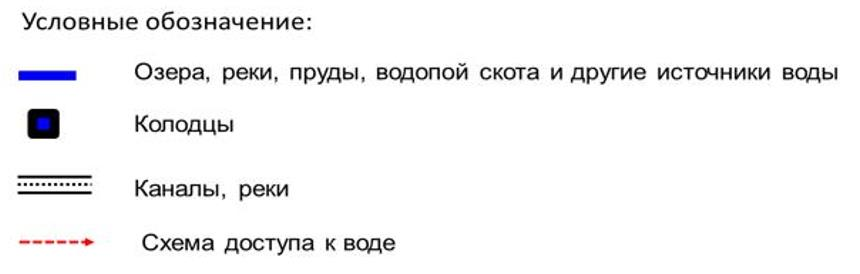 Условные обозначение:
Озера, реки, пруды, водопой скота и другие источники воды
Колодцы
Каналы, реки
Схема доступа к воде